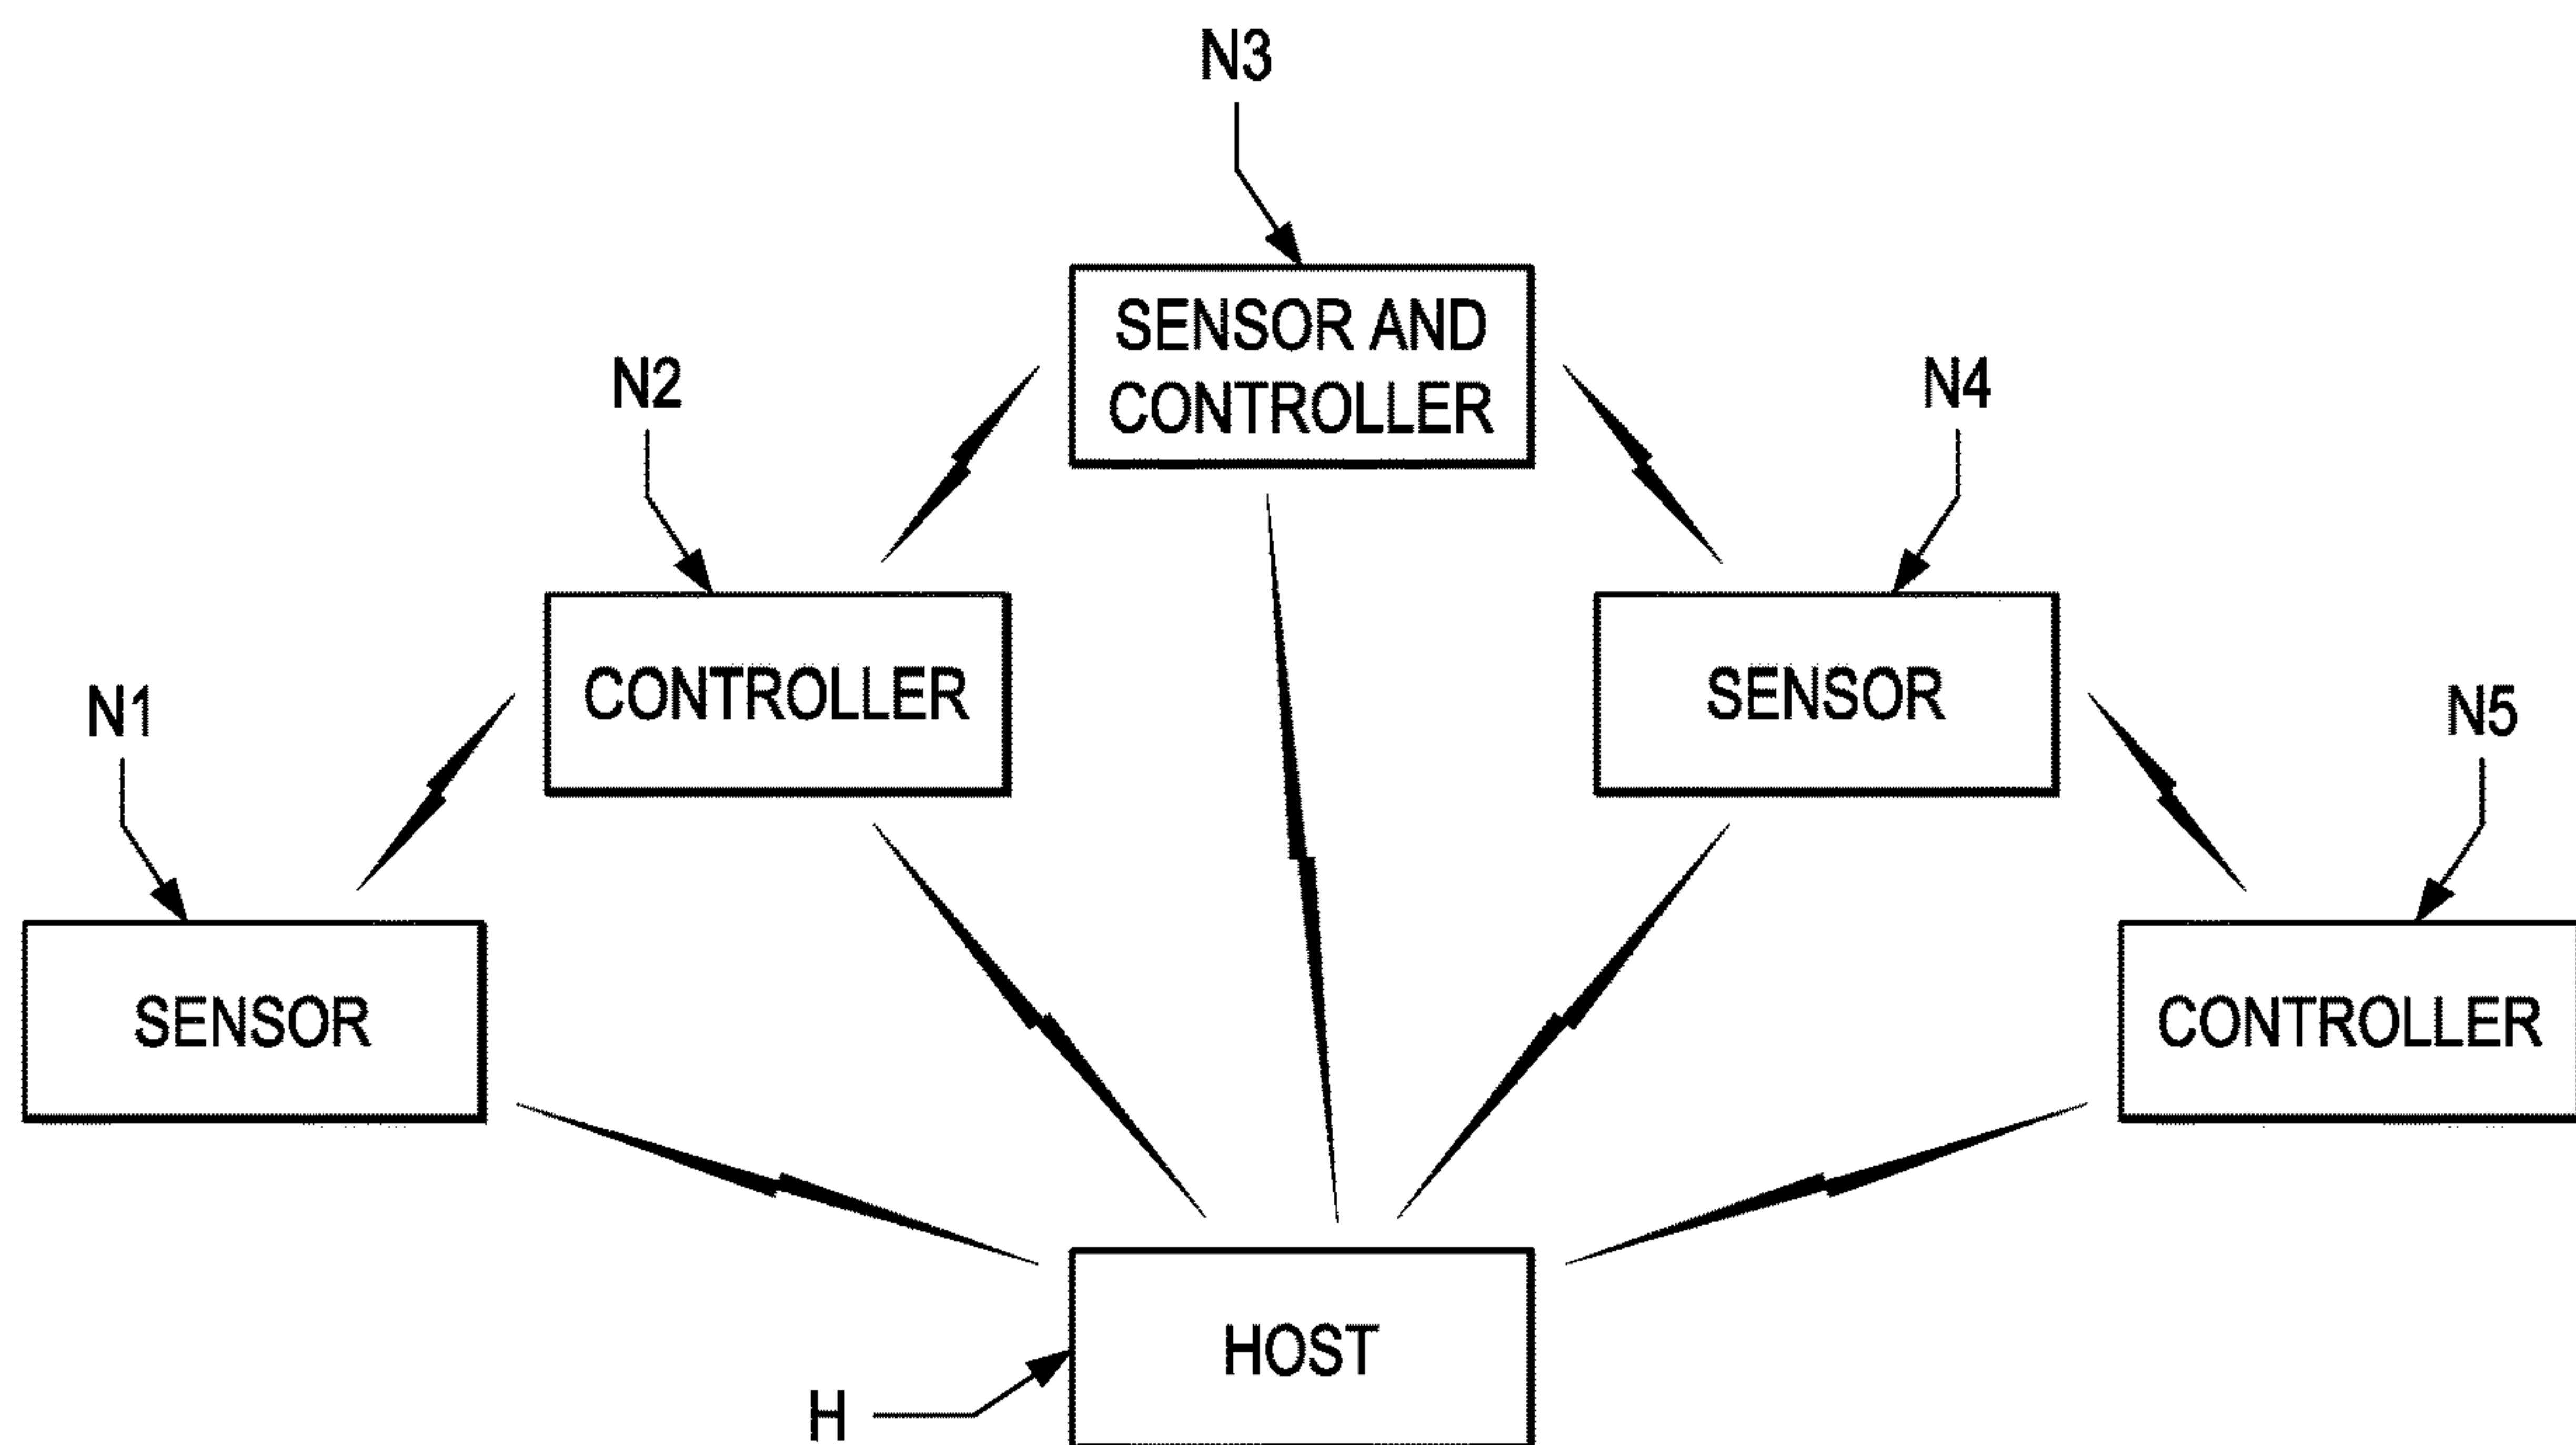 N3
SENSOR AND
CONTROLLER
N2
N4
CONTROLLER
SENSOR
N1
N5
SENSOR
CONTROLLER
HOST
H